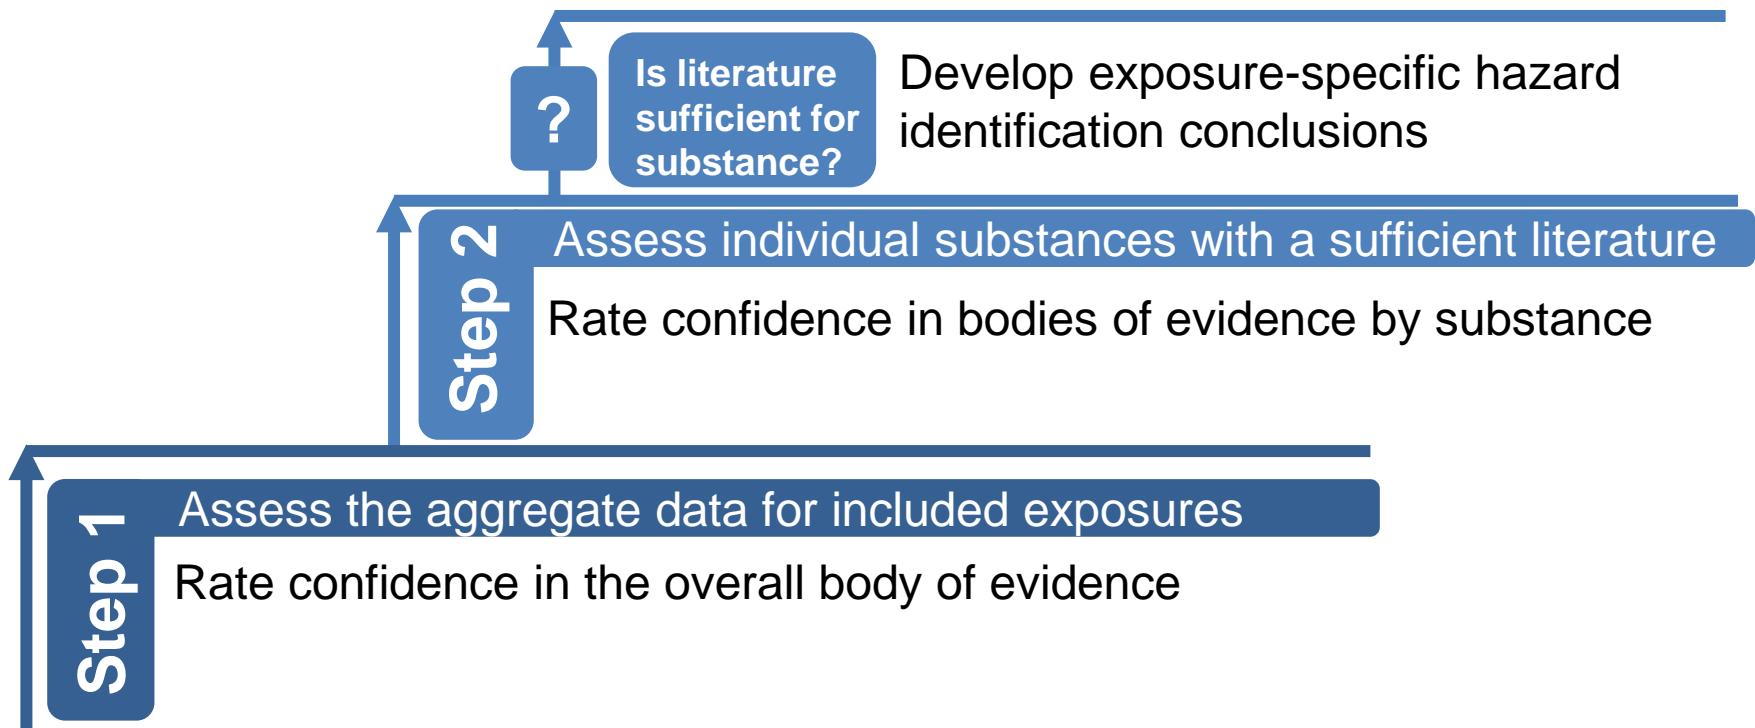 ?
Is literature
sufficient for
substance?
Develop exposure-specific hazard
identification conclusions
Step 2
Assess individual substances with a sufficient literature
Rate confidence in bodies of evidence by substance
Step 1
Assess the aggregate data for included exposures
Rate confidence in the overall body of evidence